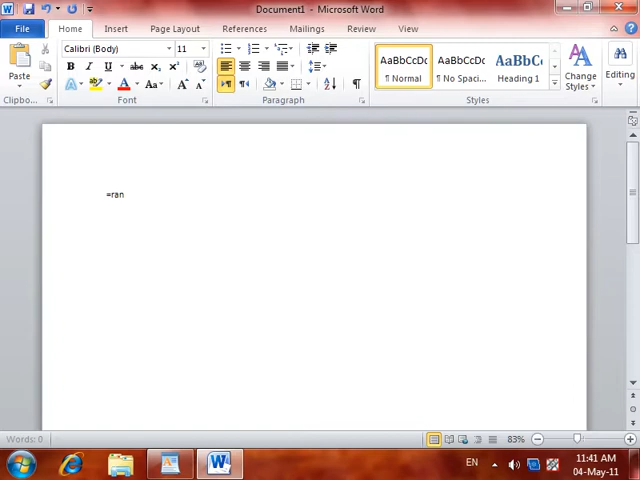 Document1 - Microsoft Word
File Home Insert Page Layout References Mailings Review View
Calibri (Body) 11
AaBbCcDc AaBbCcDc AaBbCc
¶ Normal ¶ No Spaci... Heading 1
Paste
Change Styles
Editing
Clipbo... Font Paragraph Styles
=ran
Words: 0 83%
EN 11:41 AM
04-May-11